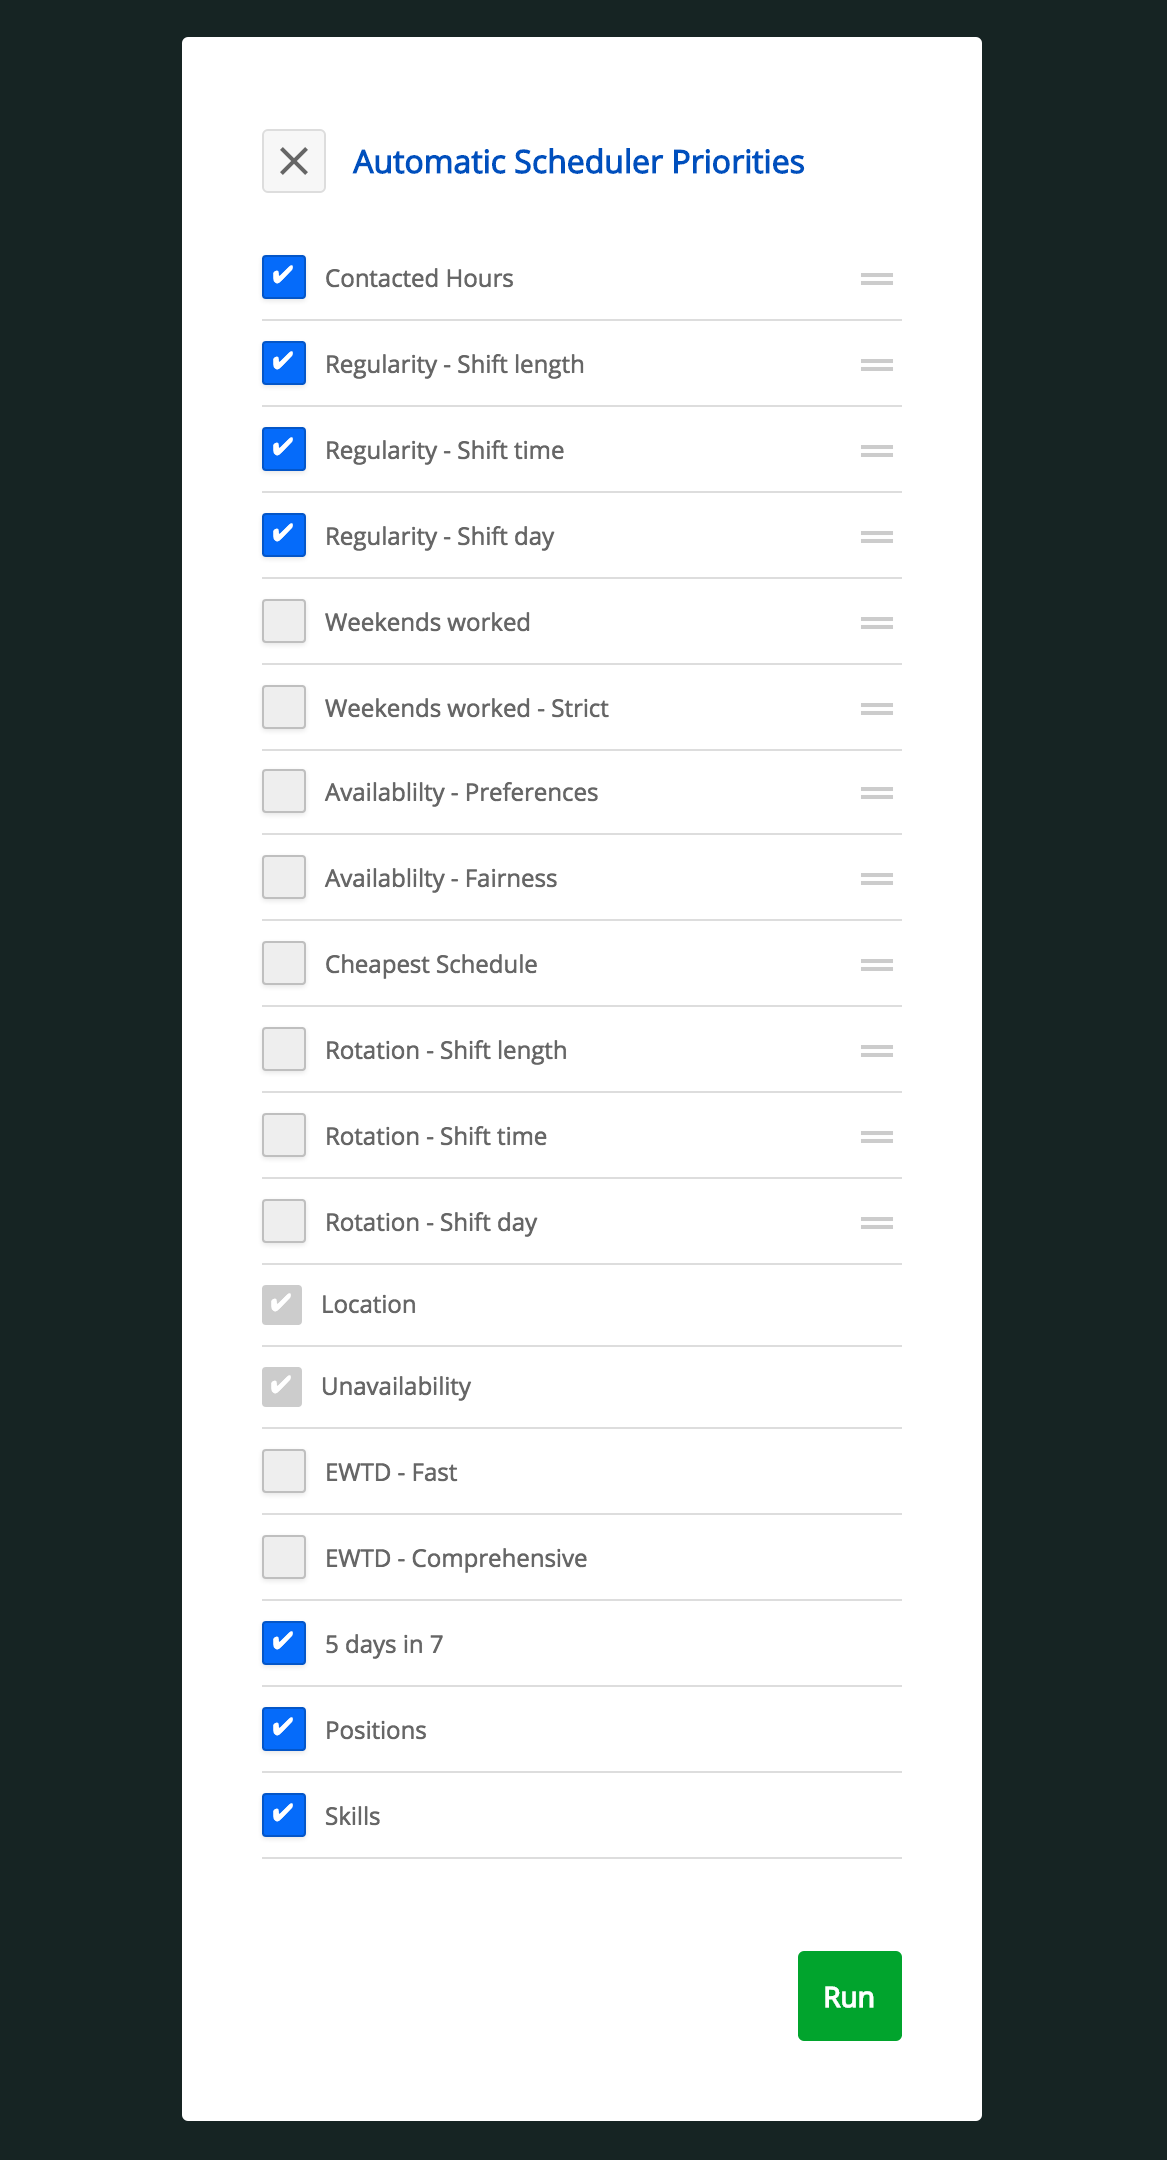 Automatic Scheduler Priorities
Contacted Hours
Regularity - Shift length
Regularity - Shift time
Regularity - Shift day
Weekends worked
Weekends worked - Strict
Availablilty - Preferences
Availablilty - Fairness
Cheapest Schedule
Rotation - Shift length
Rotation - Shift time
Rotation - Shift day
Location
Unavailability
EWTD - Fast
EWTD - Comprehensive
5 days in 7
Positions
Skills
Run